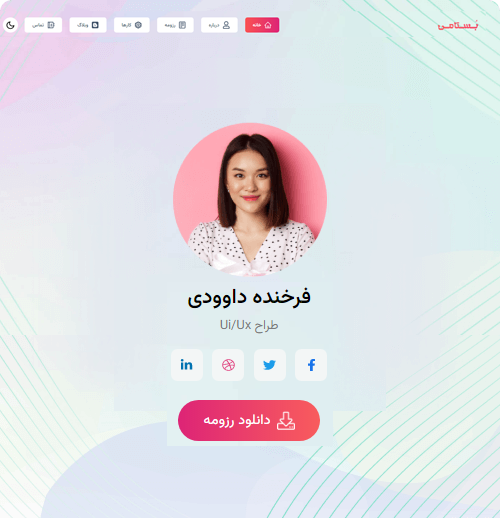 بستامی
خانه
درباره
رزومه
کارها
وبلاگ
تماس
فرخنده داوودی
طراح Ui/Ux
in
دانلود رزومه